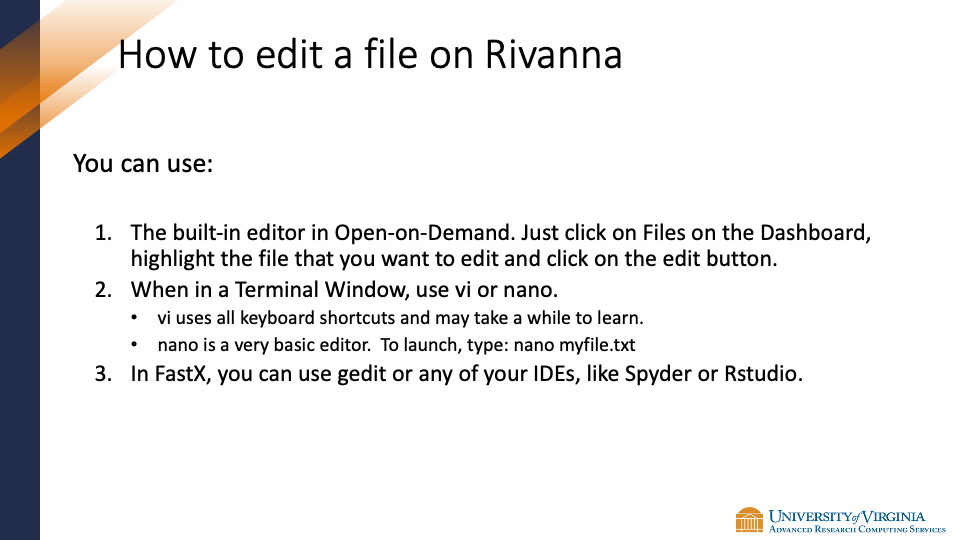 How to edit a file on Rivanna
You can use:
1. The built-in editor in Open-on-Demand. Just click on Files on the Dashboard,
highlight the file that you want to edit and click on the edit button.
2. When in a Terminal Window, use vi or nano.
• vi uses all keyboard shortcuts and may take a while to learn.
• nano is a very basic editor.  To launch, type: nano myfile.txt
3. In FastX, you can use gedit or any of your IDEs, like Spyder or Rstudio.
UNIVERSITY of VIRGINIA
ADVANCED RESEARCH COMPUTING SERVICES